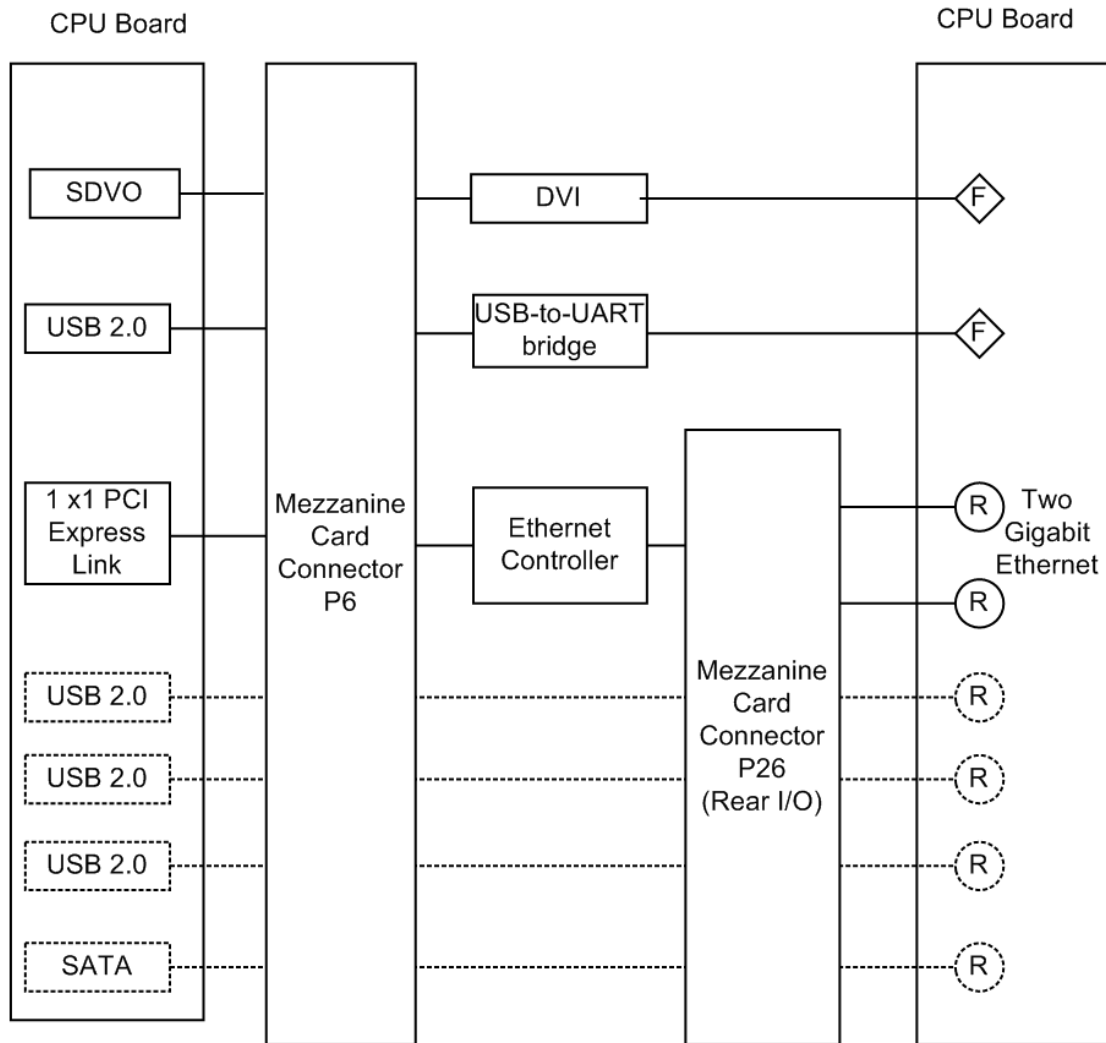 CPU Board
CPU Board
SDVO
DVI
F
USB 2.0
USB-to-UART
bridge
F
1 x1 PCI
Express
Link
Mezzanine
Card
Connector
P6
Ethernet
Controller
R
Two
Gigabit
Ethernet
R
USB 2.0
Mezzanine
Card
Connector
P26
(Rear I/O)
R
USB 2.0
R
USB 2.0
R
SATA
R